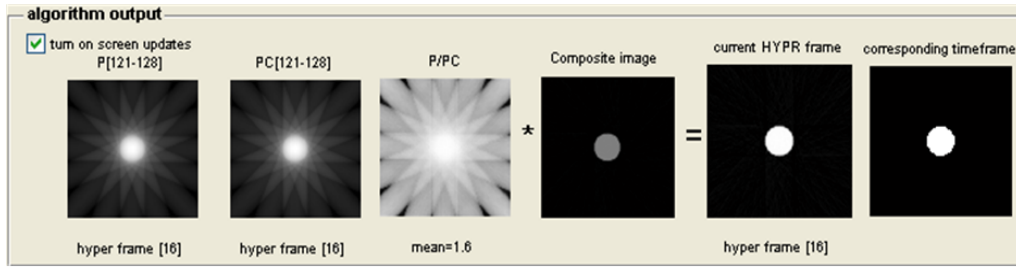 algorithm output
turn on screen updates
P[121-128]
PC[121-128]
P/PC
Composite image
current HYPR frame
corresponding timeframe
*
=
hyper frame [16]
hyper frame [16]
mean=1.6
hyper frame [16]